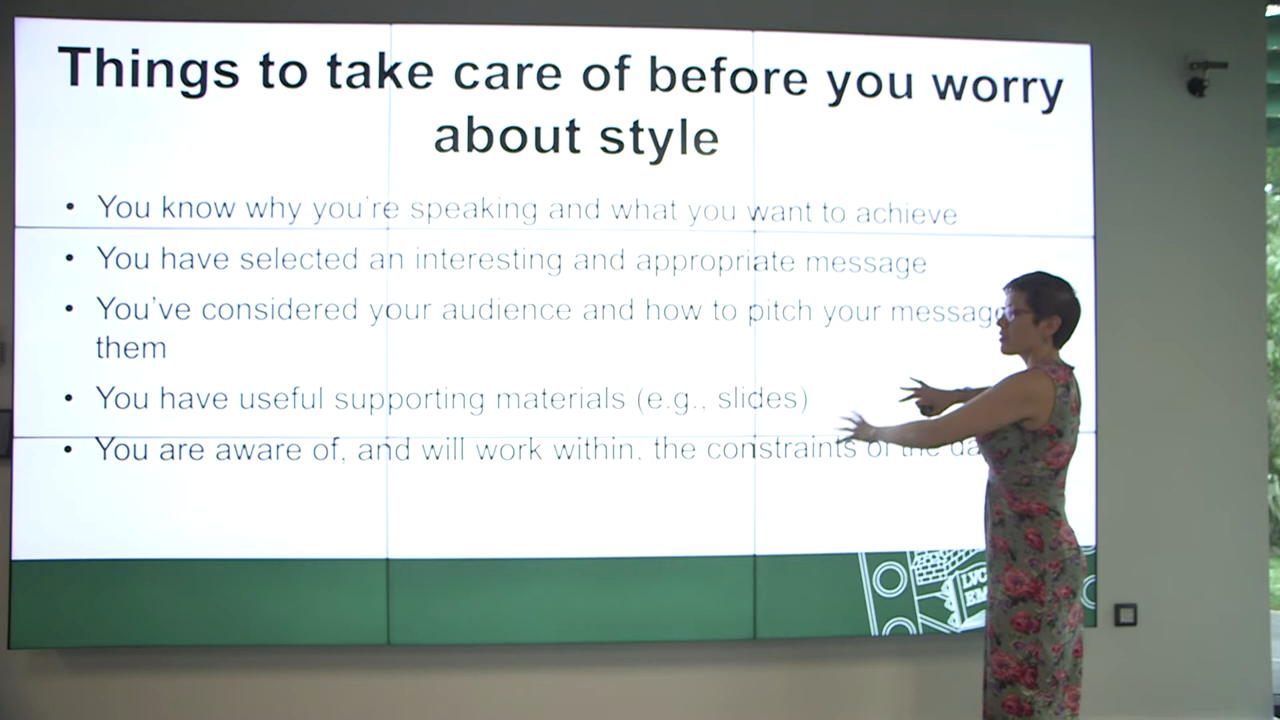 Things to take care of before you worry
about style
• You know why you're speaking and what you want to achieve
• You have selected an interesting and appropriate message
• You've considered your audience and how to pitch your message
them
• You have useful supporting materials (e.g., slides)
• You are aware of, and will work within, the constraints of the